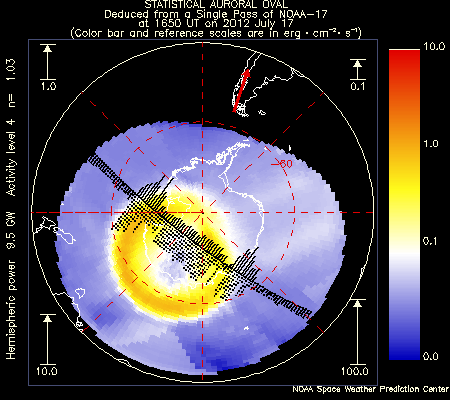 STATISTICAL AURORAL OVAL
Deduced from a Single Pass of NOAA-17
at 1650 UT on 2012 July 17
(Color bar and reference scales are in erg·cm⁻²·s⁻¹)
1.0
0.1
10.0
100.0
-60
Hemispheric power 9.5 GW Activity level 4 n= 1.03
10.0
1.0
0.1
0.0
NOAA Space Weather Prediction Center